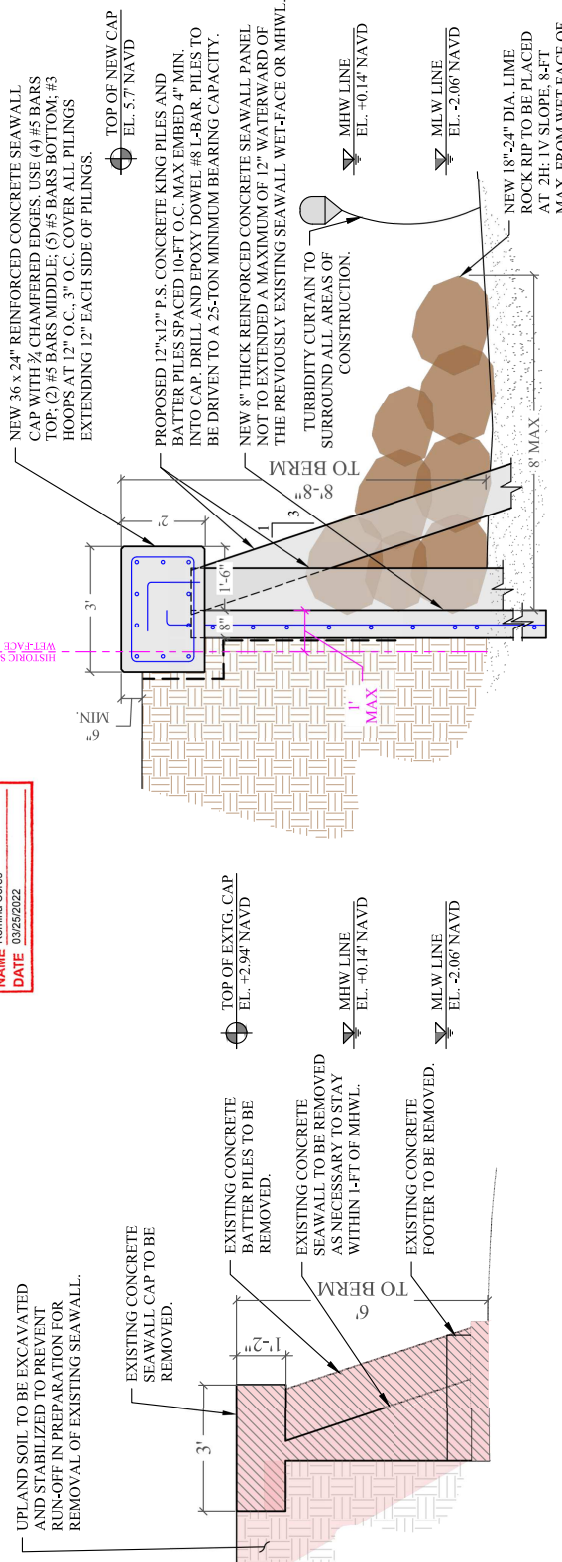 UPLAND SOIL TO BE EXCAVATED
AND STABILIZED TO PREVENT
RUN-OFF IN PREPARATION FOR
REMOVAL OF EXISTING SEAWALL.
EXISTING CONCRETE
SEAWALL CAP TO BE
REMOVED.
3'
1'-2"
6'
TO BERM
EXISTING CONCRETE
BATTER PILES TO BE
REMOVED.
EXISTING CONCRETE
SEAWALL TO BE REMOVED
AS NECESSARY TO STAY
WITHIN 1-FT OF MHWL.
EXISTING CONCRETE
FOOTER TO BE REMOVED.
TOP OF EXTG. CAP
EL. +2.94' NAVD
MHW LINE
EL. +0.14' NAVD
MLW LINE
EL. -2.06' NAVD
NAME
DATE 03/25/2022
HISTORIC S
WET-FACE
6"
MIN.
3'
2'
8"
1'-6"
1
3
8'-8"
TO BERM
1'
MAX
8' MAX
NEW 36 x 24" REINFORCED CONCRETE SEAWALL
CAP WITH ¾ CHAMFERED EDGES. USE (4) #5 BARS
TOP; (2) #5 BARS MIDDLE; (5) #5 BARS BOTTOM; #3
HOOPS AT 12" O.C., 3" O.C. COVER ALL PILINGS
EXTENDING 12" EACH SIDE OF PILINGS.
PROPOSED 12"x12" P.S. CONCRETE KING PILES AND
BATTER PILES SPACED 10-FT O.C. MAX EMBED 4" MIN.
INTO CAP. DRILL AND EPOXY DOWEL #8 L-BAR. PILES TO
BE DRIVEN TO A 25-TON MINIMUM BEARING CAPACITY.
NEW 8" THICK REINFORCED CONCRETE SEAWALL PANEL
NOT TO EXTENDED A MAXIMUM OF 12" WATERWARD OF
THE PREVIOUSLY EXISTING SEAWALL WET-FACE OR MHWL.
TURBIDITY CURTAIN TO
SURROUND ALL AREAS OF
CONSTRUCTION.
TOP OF NEW CAP
EL. 5.7' NAVD
MHW LINE
EL. +0.14' NAVD
MLW LINE
EL. -2.06' NAVD
NEW 18"-24" DIA. LIME
ROCK RIP TO BE PLACED
AT 2H: 1V SLOPE, 8-FT
MAX. FROM WET-FACE OF